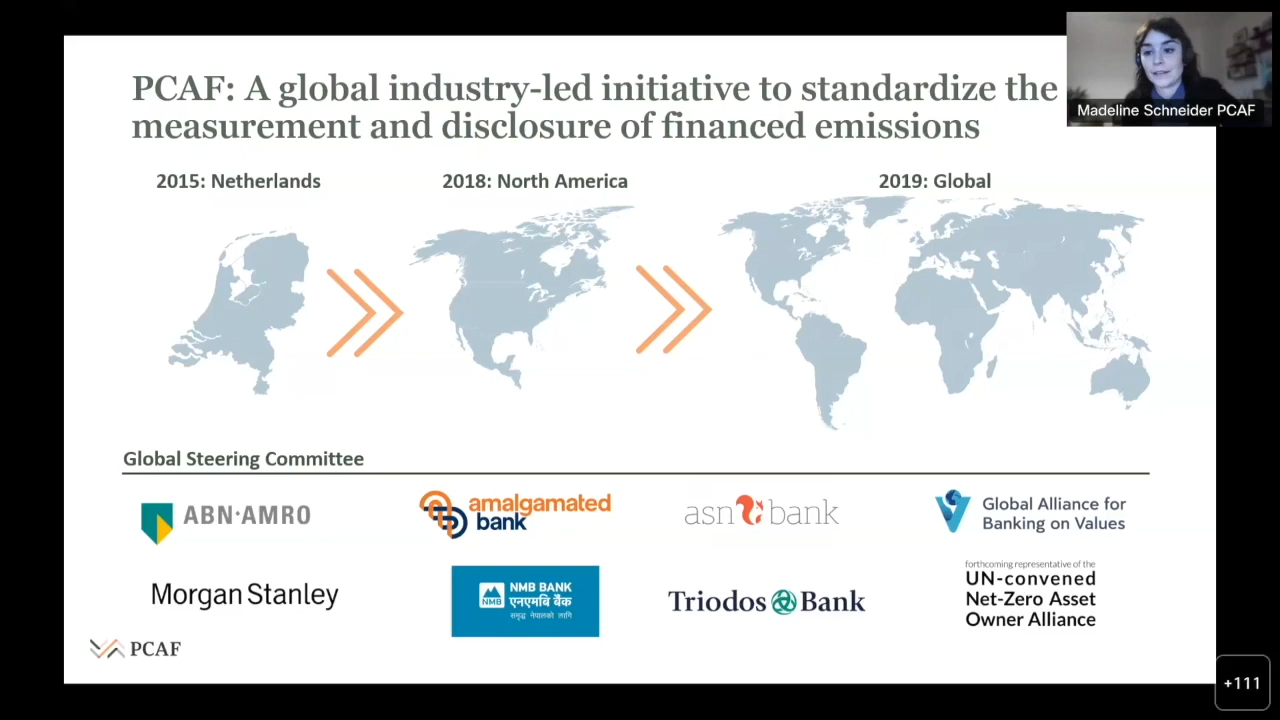 PCAF: A global industry-led initiative to standardize the
measurement and disclosure of financed emissions
Madeline Schneider PCAF
2015: Netherlands
2018: North America
2019: Global
Global Steering Committee
ABN·AMRO
amalgamated
bank
asn bank
Global Alliance for
Banking on Values
Morgan Stanley
NMB
NMB BANK
एनएमबि बैंक
समृद्ध नेपालको लागि
Triodos Bank
forthcoming representative of the
UN-convened
Net-Zero Asset
Owner Alliance
PCAF
+111